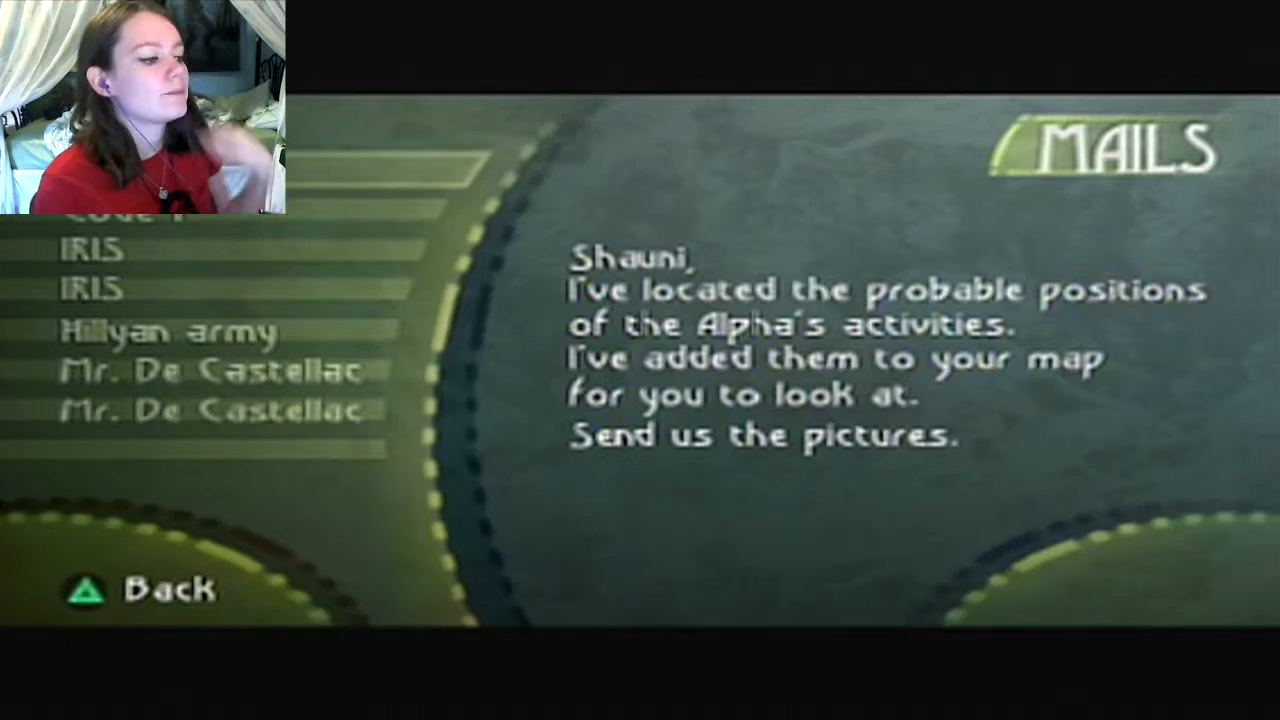 MAILS
IRIS
IRIS
Hillyan army
Mr. De Castellac
Mr. De Castellac
Shauni,
I've located the probable positions
of the Alpha's activities.
I've added them to your map
for you to look at.
Send us the pictures.
Back